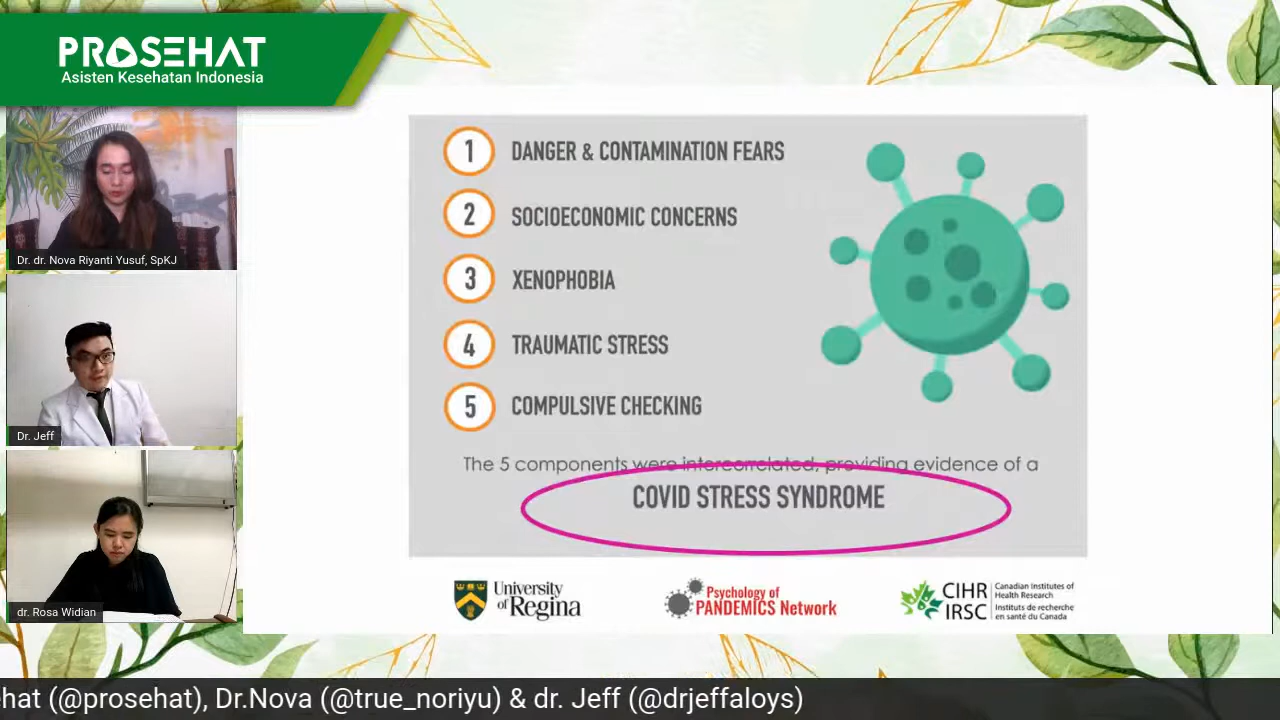 PROSEHAT
Asisten Kesehatan Indonesia
Dr. dr. Nova Riyanti Yusuf, SpKJ
Dr. Jeff
dr. Rosa Widian
1 DANGER & CONTAMINATION FEARS
2 SOCIOECONOMIC CONCERNS
3 XENOPHOBIA
4 TRAUMATIC STRESS
5 COMPULSIVE CHECKING
The 5 components were intercorrelated, providing evidence of a
COVID STRESS SYNDROME
University
of Regina
Psychology of
PANDEMICS Network
CIHR
IRSC
Canadian Institutes of
Health Research
Instituts de recherche
en santé du Canada
ehat (@prosehat), Dr.Nova (@true_noriyu) & dr. Jeff (@drjeffaloys)